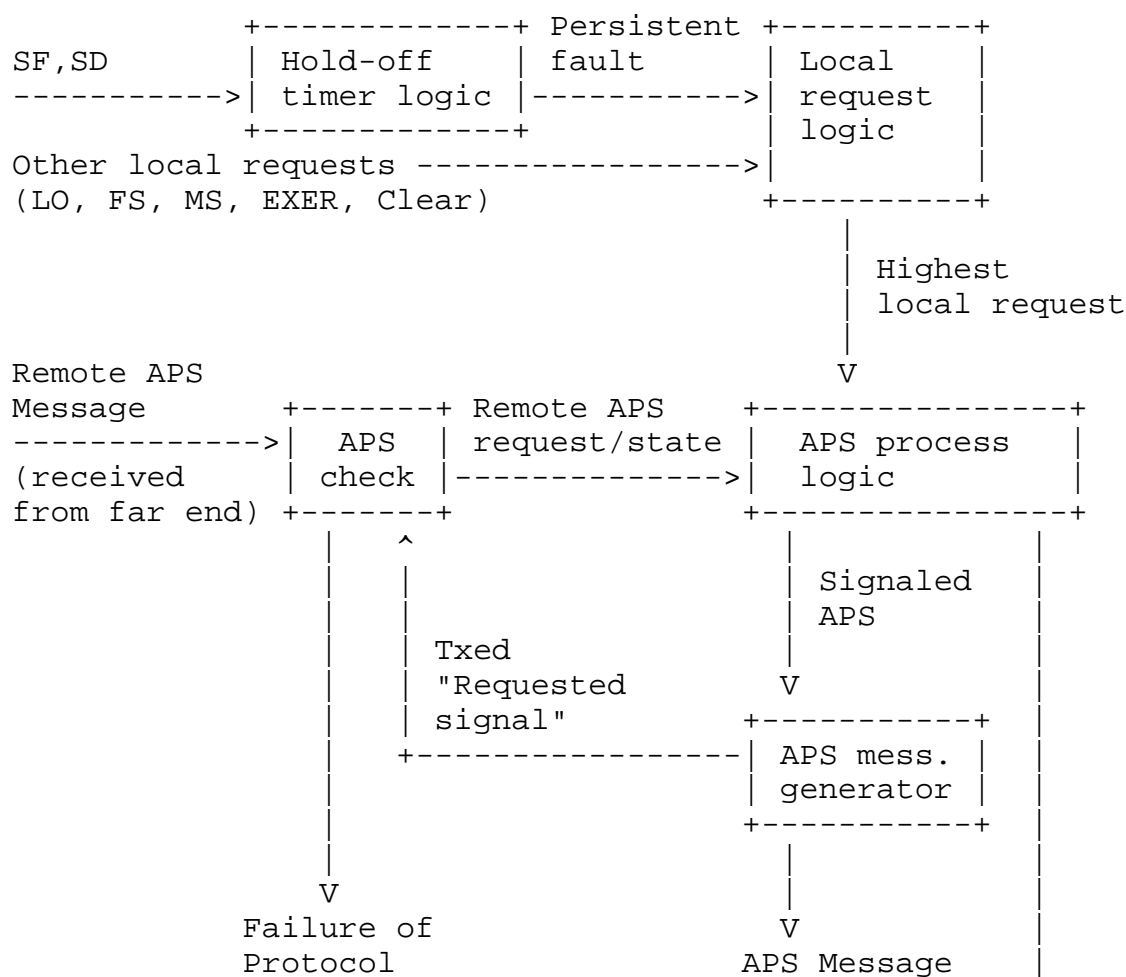 Persistent
SF,SD Hold-off fault Local
timer logic request
logic
Other local requests
(LO, FS, MS, EXER, Clear)
Highest
local request
Remote APS
Message Remote APS
APS request/state APS process
(received check logic
from far end)
Signaled
APS
Txed
"Requested
signal"
APS mess.
generator
Failure of
Protocol APS Message